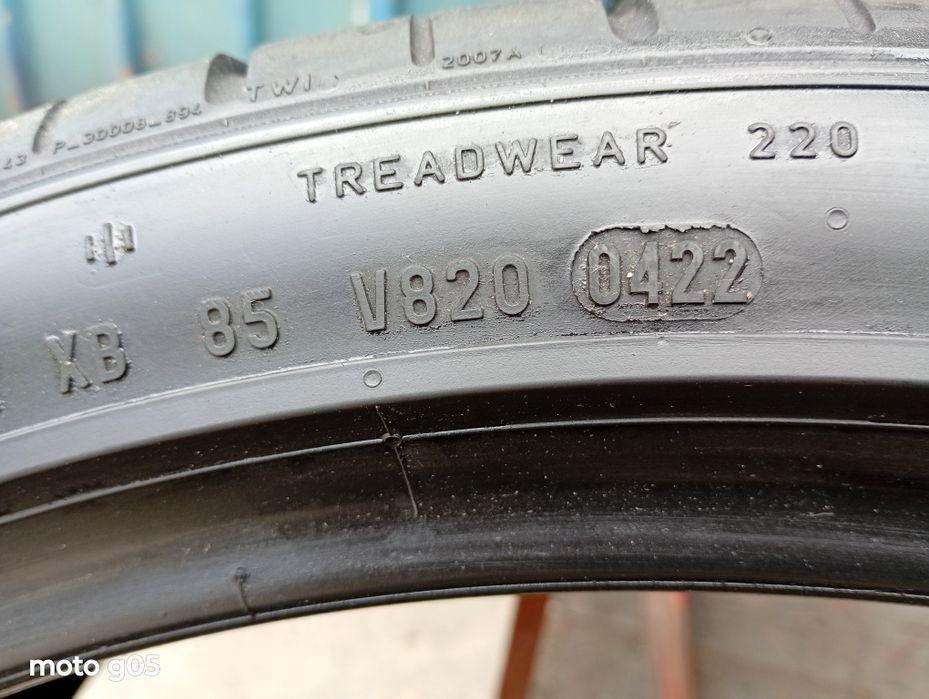 2007A
TWI
P_30008_894
TREADWEAR 220
XB 85 V820 0422
moto g05